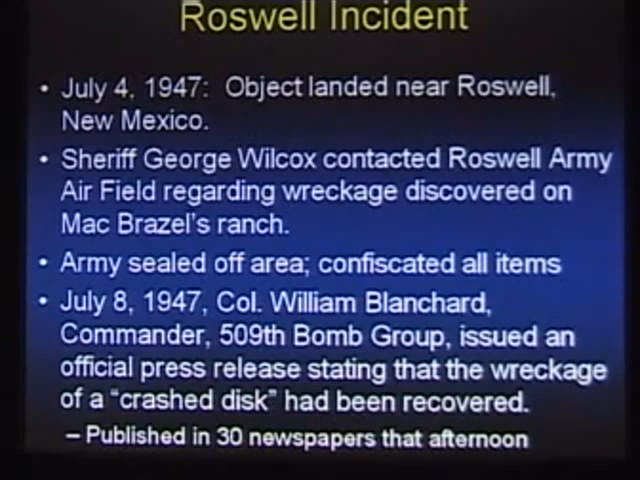 Roswell Incident
• July 4, 1947: Object landed near Roswell,
New Mexico.
• Sheriff George Wilcox contacted Roswell Army
Air Field regarding wreckage discovered on
Mac Brazel's ranch.
• Army sealed off area; confiscated all items
• July 8, 1947, Col. William Blanchard,
Commander, 509th Bomb Group, issued an
official press release stating that the wreckage
of a "crashed disk" had been recovered.
– Published in 30 newspapers that afternoon